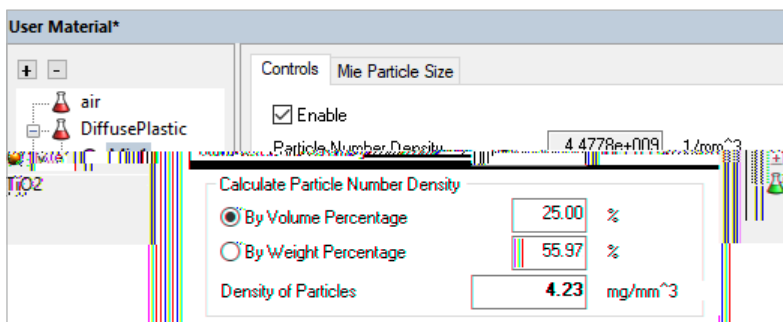 User Material*
+ -
Controls Mie Particle Size
air
Enable
DiffusePlastic
Particle Number Density 4.4778e+009 1/mm^3
TiO2
Calculate Particle Number Density
By Volume Percentage 25.00 %
By Weight Percentage 55.97 %
Density of Particles 4.23 mg/mm^3